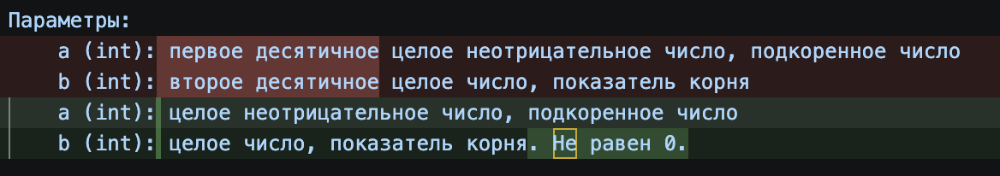 Параметры:
a (int): первое десятичное целое неотрицательное число, подкоренное число
b (int): второе десятичное целое число, показатель корня
a (int): целое неотрицательное число, подкоренное число
b (int): целое число, показатель корня. Не равен 0.